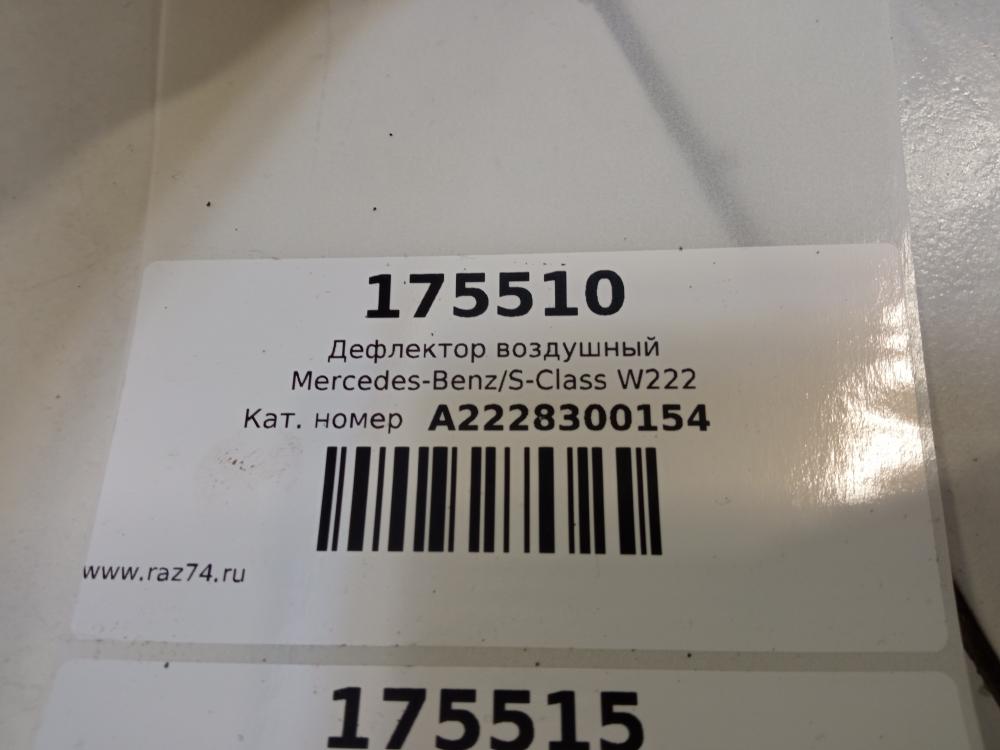 175510
Дефлектор воздушный
Mercedes-Benz/S-Class W222
Кат. номер A2228300154
www.raz74.ru
175515